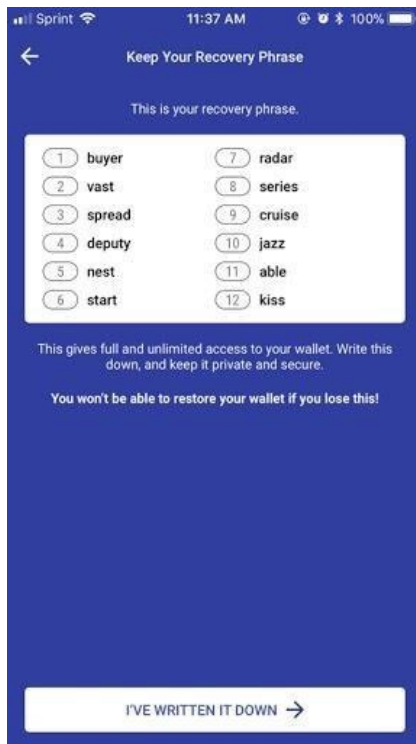 Sprint 11:37 AM 100%
Keep Your Recovery Phrase
This is your recovery phrase.
1 buyer
2 vast
3 spread
4 deputy
5 nest
6 start
7 radar
8 series
9 cruise
10 jazz
11 able
12 kiss
This gives full and unlimited access to your wallet. Write this
down, and keep it private and secure.
You won't be able to restore your wallet if you lose this!
I'VE WRITTEN IT DOWN